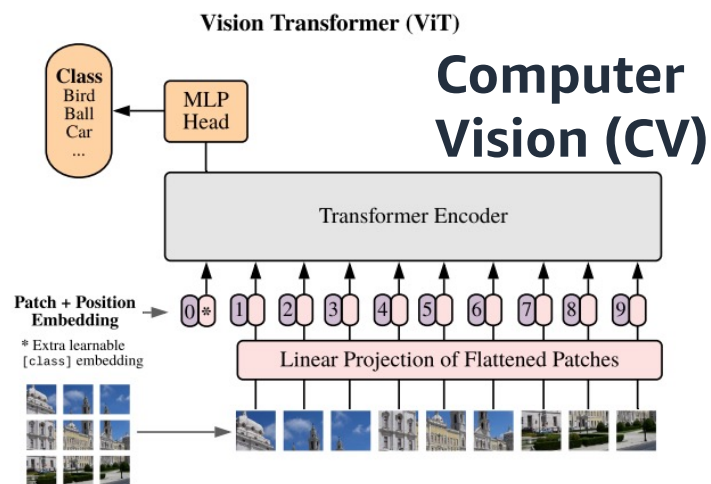 Vision Transformer (ViT)
Computer
Vision (CV)
Class
Bird
Ball
Car
...
MLP
Head
Transformer Encoder
Patch + Position
Embedding
0 * 1 2 3 4 5 6 7 8 9
* Extra learnable
[class] embedding
Linear Projection of Flattened Patches